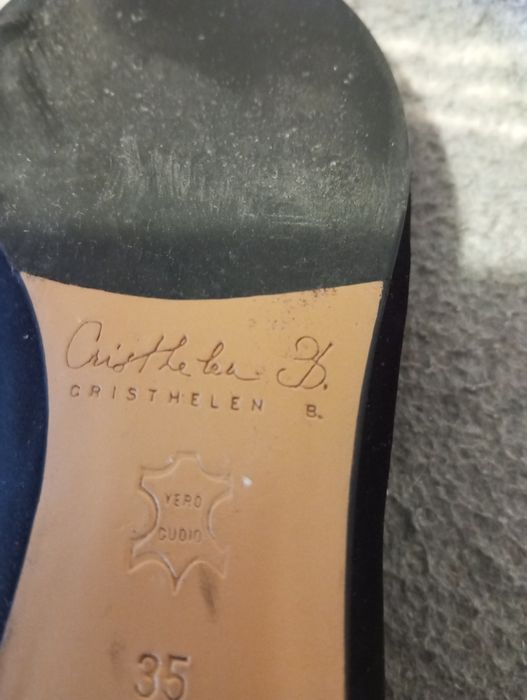 Cristhelen B.
CRISTHELEN B.
VERO
CUOIO
35